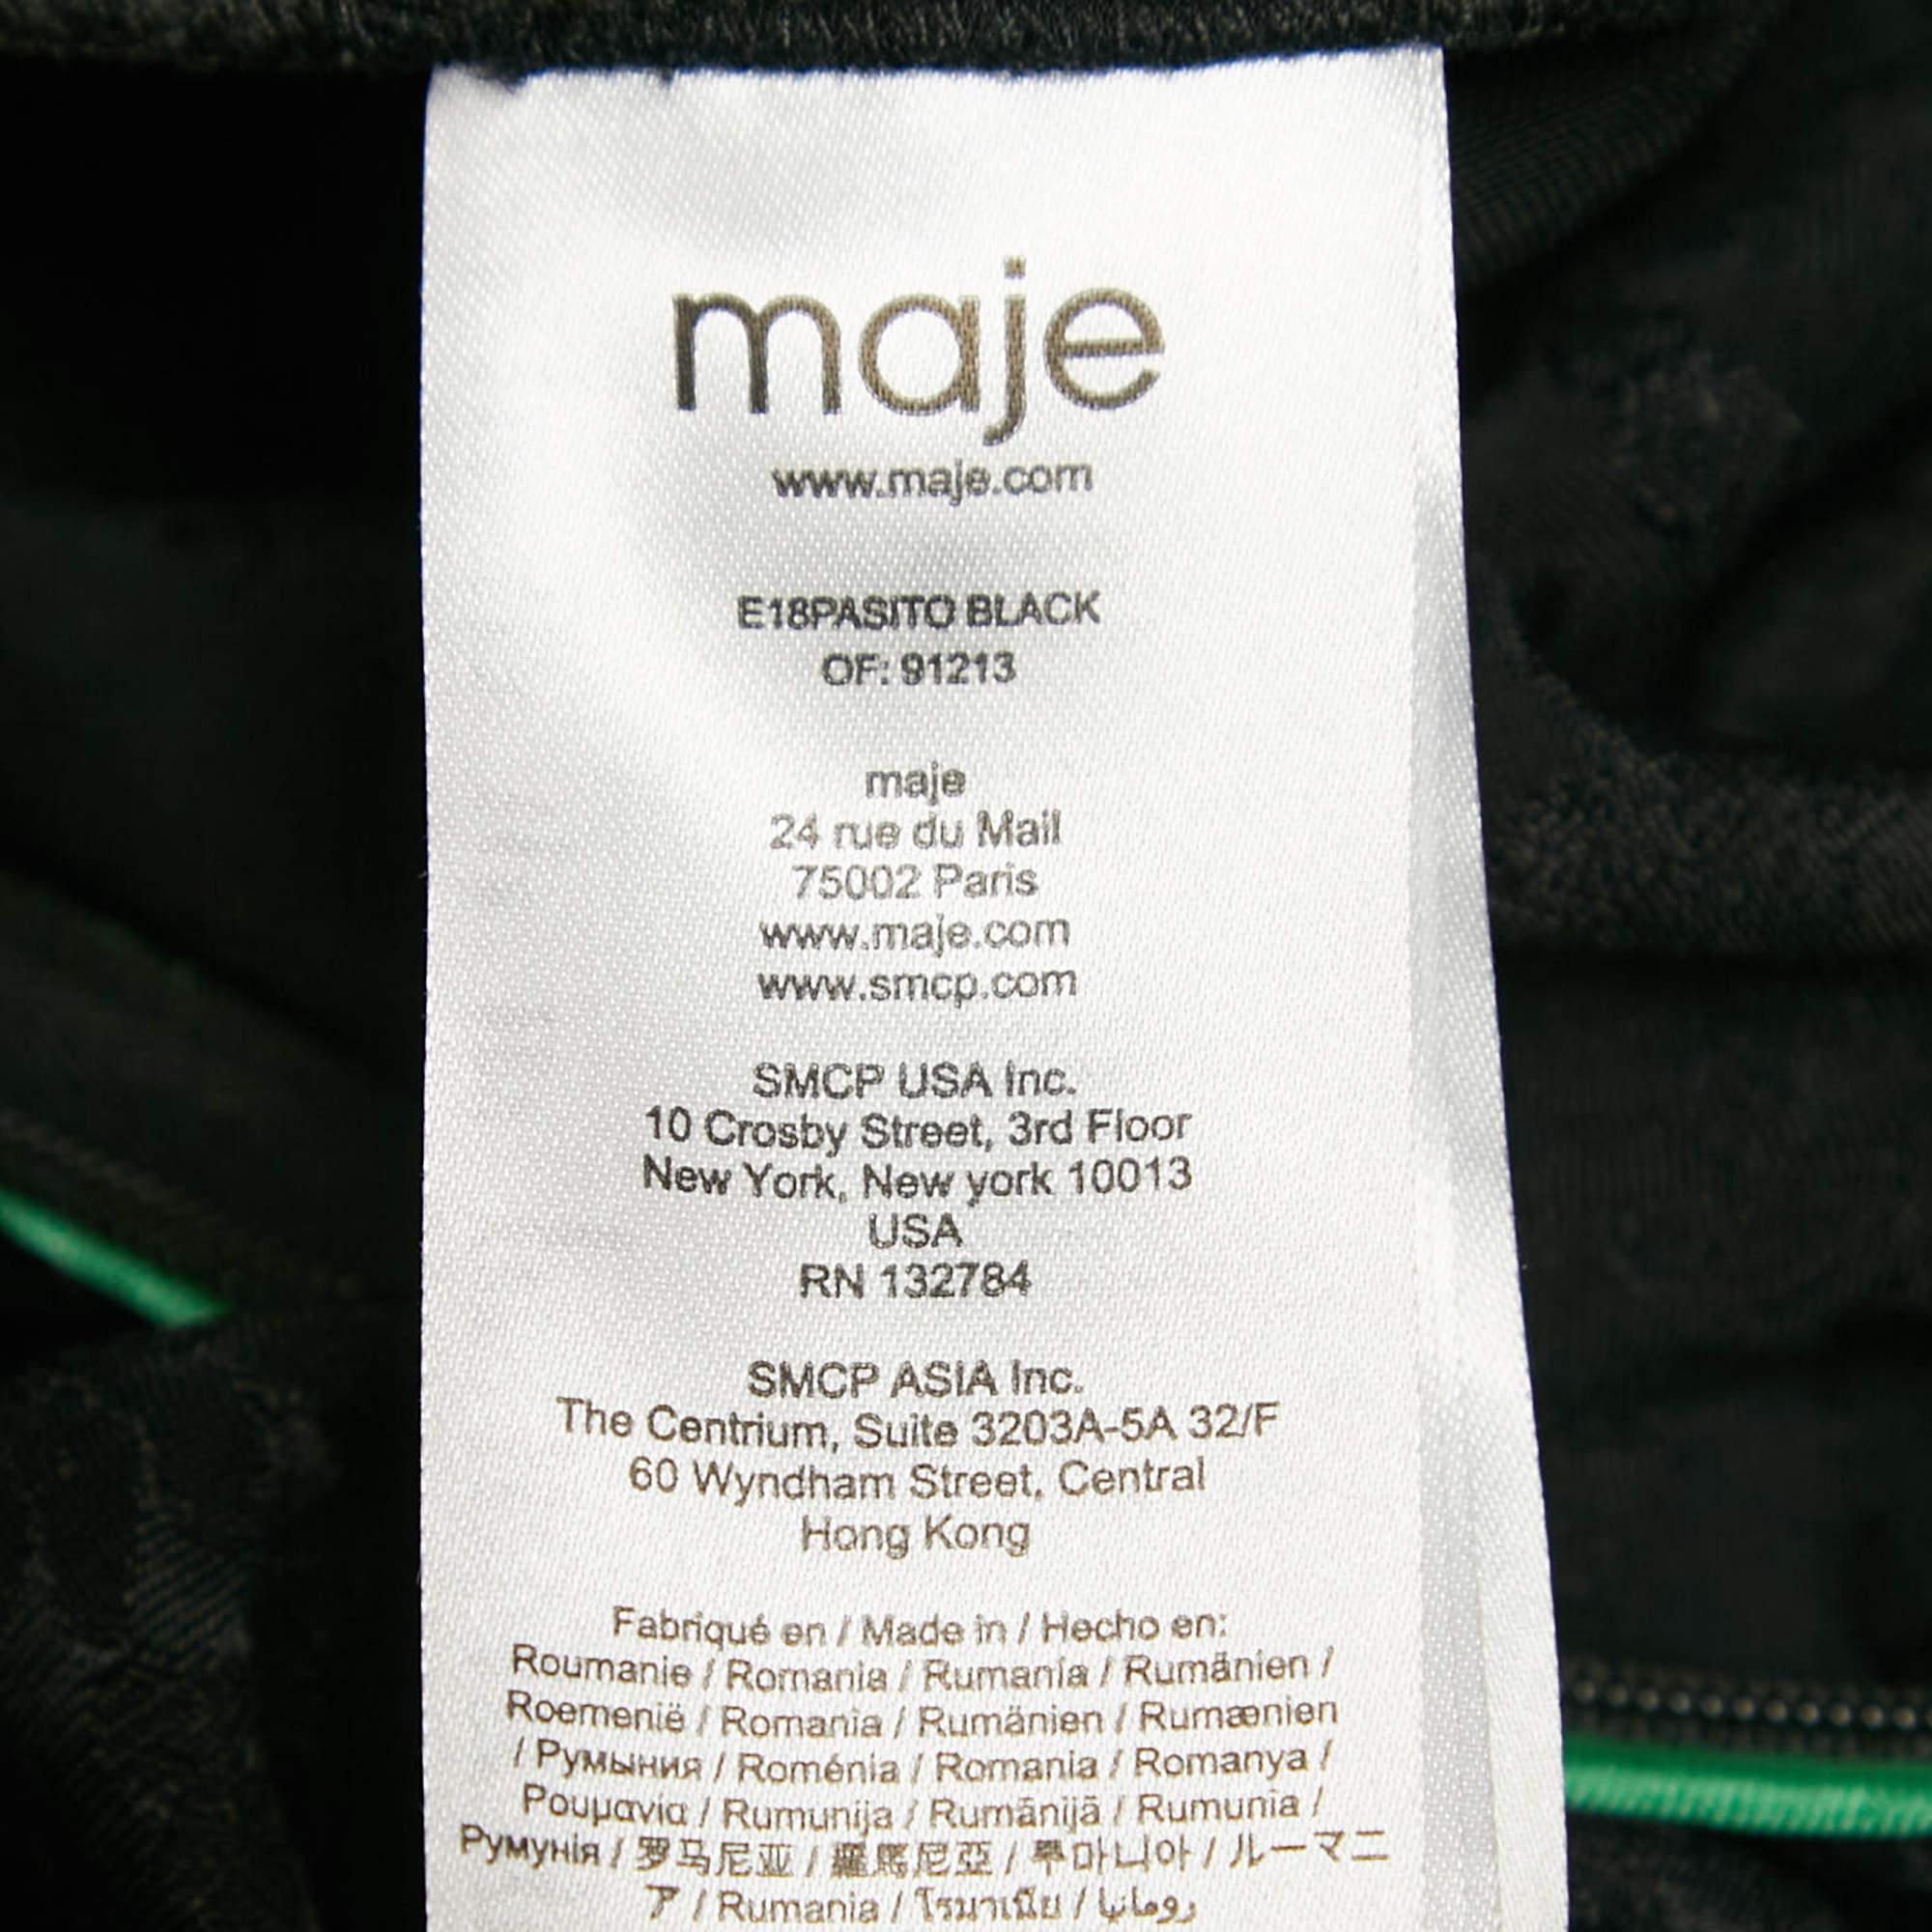 maje
www.maje.com
E18PASITO BLACK
OF: 91213
maje
24 rue du Mail
75002 Paris
www.maje.com
www.smcp.com
SMCP USA Inc.
10 Crosby Street, 3rd Floor
New York, New york 10013
USA
RN 132784
SMCP ASIA Inc.
The Centrium, Suite 3203A-5A 32/F
60 Wyndham Street, Central
Hong Kong
Fabriqué en / Made in / Hecho en:
Roumanie / Romania / Rumanía / Rumänien /
Roemenië / Romania / Rumänien / Rumænien
/ Румыния / Roménia / Romania / Romanya /
Ρουμανία / Rumunija / Rumānijā / Rumunia /
Румунія / 罗马尼亚 / 羅馬尼亞 / 루마니아 / ルーマニ
ア / Rumania / โรมาเนีย / رومانيا